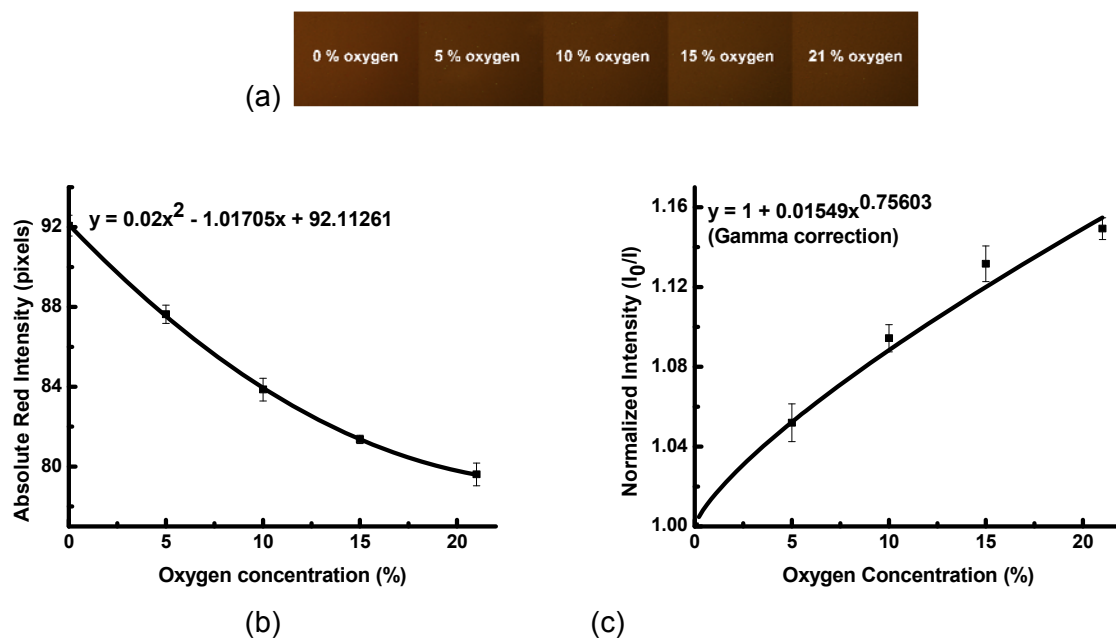 0 % oxygen 5 % oxygen 10 % oxygen 15 % oxygen 21 % oxygen
(a)
y = 0.02x² - 1.01705x + 92.11261
92
88
84
80
0 5 10 15 20
Absolute Red Intensity (pixels)
Oxygen concentration (%)
(b)
y = 1 + 0.01549x^0.75603
(Gamma correction)
1.16
1.12
1.08
1.04
1.00
0 5 10 15 20
Normalized Intensity (I₀/I)
Oxygen Concentration (%)
(c)